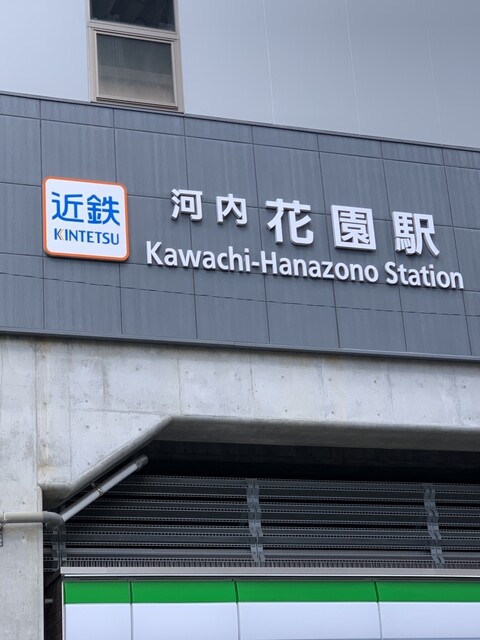 近鉄
KINTETSU
河内花園駅
Kawachi-Hanazono Station